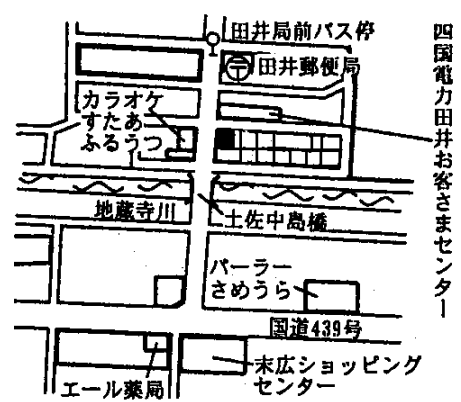 田井局前バス停
田井郵便局
四国電力田井お客さまセンター
カラオケ
すたあ
ふるうつ
地蔵寺川
土佐中島橋
パーラー
さめうら
国道439号
末広ショッピング
センター
エール薬局